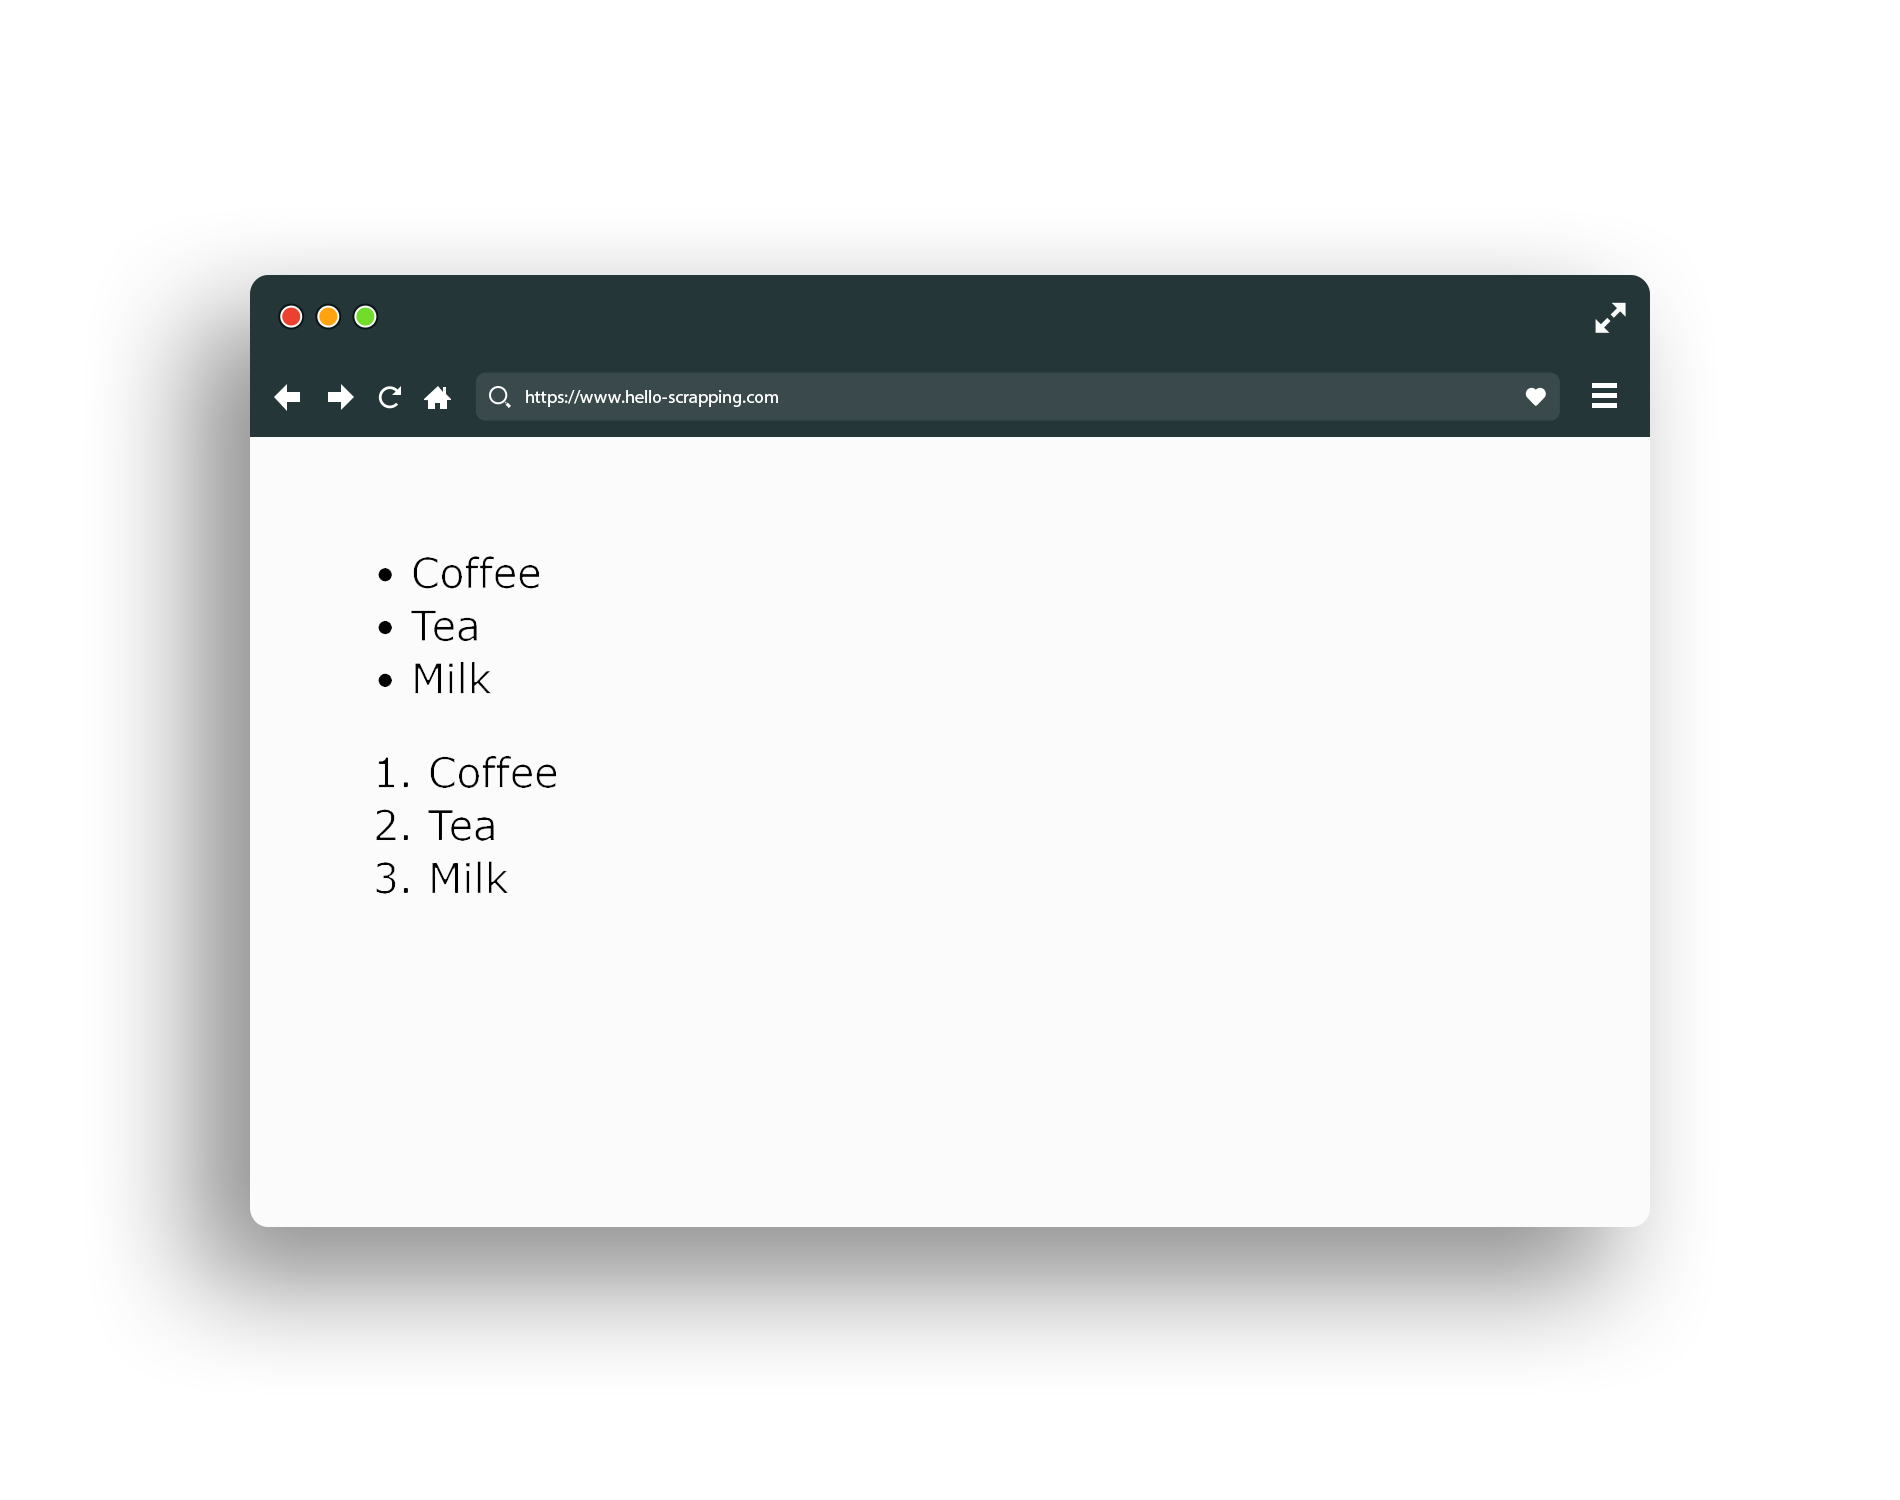 https://www.hello-scrapping.com
• Coffee
• Tea
• Milk
1. Coffee
2. Tea
3. Milk